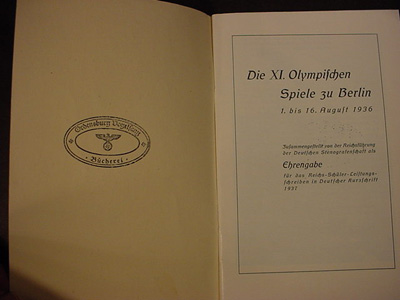 Ordensburg Vogelsang
· Bücherei ·
Die XI. Olympiſchen
Spiele zu Berlin
1. bis 16. Auguſt 1936
Zuſammengeſtellt von der Reichsführung
der Deutſchen Stenografenſchaft als
Ehrengabe
für das Reichs-Schüler-Leiſtungs-
ſchreiben in Deutſcher Kurzſchrift
1937